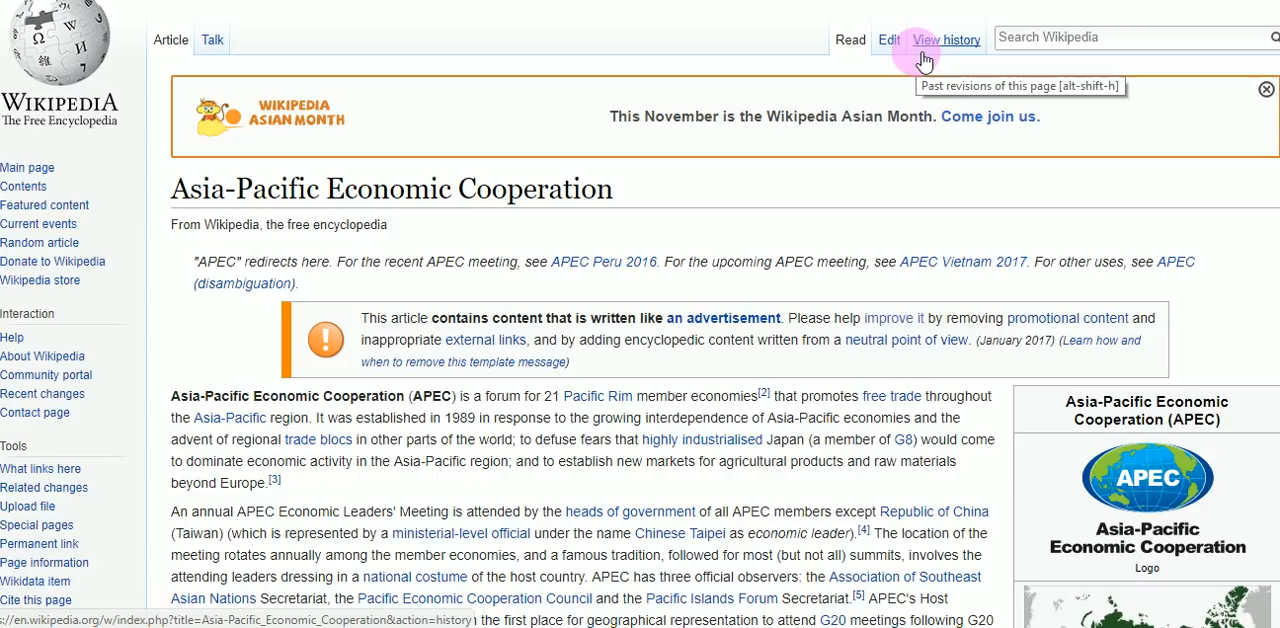 Article Talk Read Edit View history Search Wikipedia
Past revisions of this page [alt-shift-h]
WIKIPEDIA
The Free Encyclopedia
WIKIPEDIA
ASIAN MONTH
This November is the Wikipedia Asian Month. Come join us.
Main page
Contents
Featured content
Current events
Random article
Donate to Wikipedia
Wikipedia store
Interaction
Help
About Wikipedia
Community portal
Recent changes
Contact page
Tools
What links here
Related changes
Upload file
Special pages
Permanent link
Page information
Wikidata item
Cite this page
Asia-Pacific Economic Cooperation
From Wikipedia, the free encyclopedia
"APEC" redirects here. For the recent APEC meeting, see APEC Peru 2016. For the upcoming APEC meeting, see APEC Vietnam 2017. For other uses, see APEC
(disambiguation).
This article contains content that is written like an advertisement. Please help improve it by removing promotional content and
inappropriate external links, and by adding encyclopedic content written from a neutral point of view. (January 2017) (Learn how and
when to remove this template message)
Asia-Pacific Economic Cooperation (APEC) is a forum for 21 Pacific Rim member economies[2] that promotes free trade throughout
the Asia-Pacific region. It was established in 1989 in response to the growing interdependence of Asia-Pacific economies and the
advent of regional trade blocs in other parts of the world; to defuse fears that highly industrialised Japan (a member of G8) would come
to dominate economic activity in the Asia-Pacific region; and to establish new markets for agricultural products and raw materials
beyond Europe.[3]
An annual APEC Economic Leaders' Meeting is attended by the heads of government of all APEC members except Republic of China
(Taiwan) (which is represented by a ministerial-level official under the name Chinese Taipei as economic leader).[4] The location of the
meeting rotates annually among the member economies, and a famous tradition, followed for most (but not all) summits, involves the
attending leaders dressing in a national costume of the host country. APEC has three official observers: the Association of Southeast
Asian Nations Secretariat, the Pacific Economic Cooperation Council and the Pacific Islands Forum Secretariat.[5] APEC's Host
the first place for geographical representation to attend G20 meetings following G20
Asia-Pacific Economic
Cooperation (APEC)
APEC
Asia-Pacific
Economic Cooperation
Logo
s://en.wikipedia.org/w/index.php?title=Asia-Pacific_Economic_Cooperation&action=history